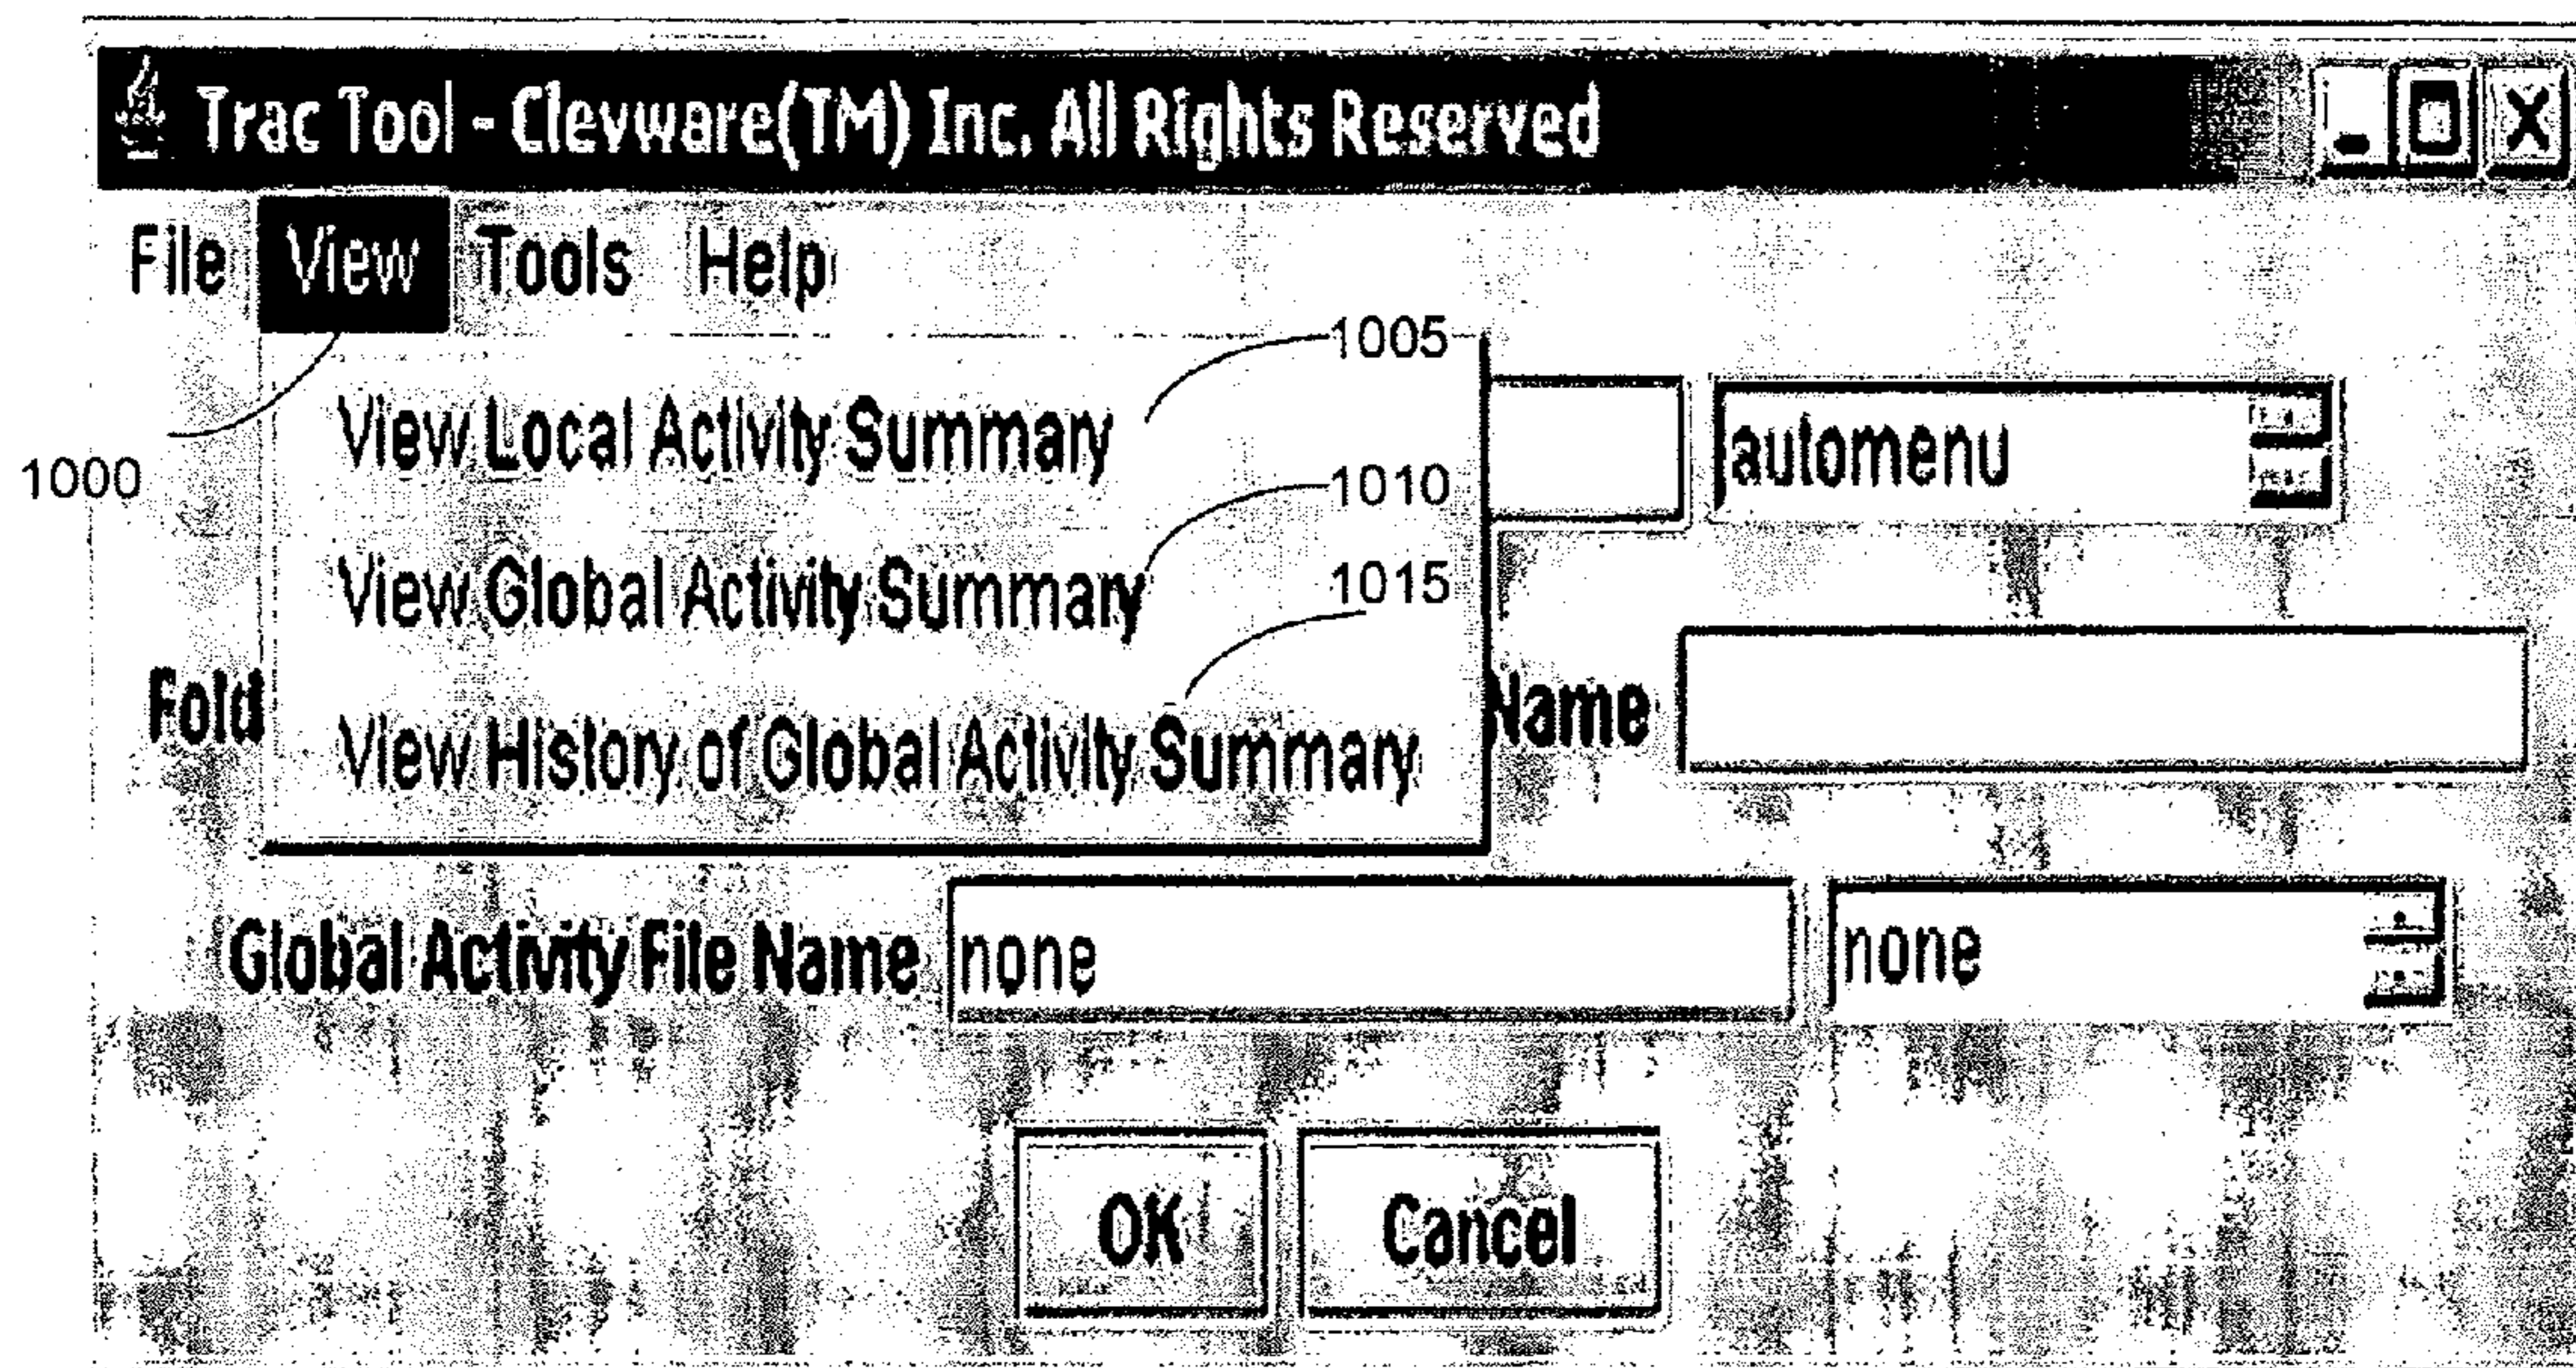 Trac Tool - Clevware(TM) Inc. All Rights Reserved
File View Tools Help
1005
View Local Activity Summary
automenu
1000
1010
View Global Activity Summary
1015
Fold
Name
View History of Global Activity Summary
Global Activity File Name none none
OK Cancel